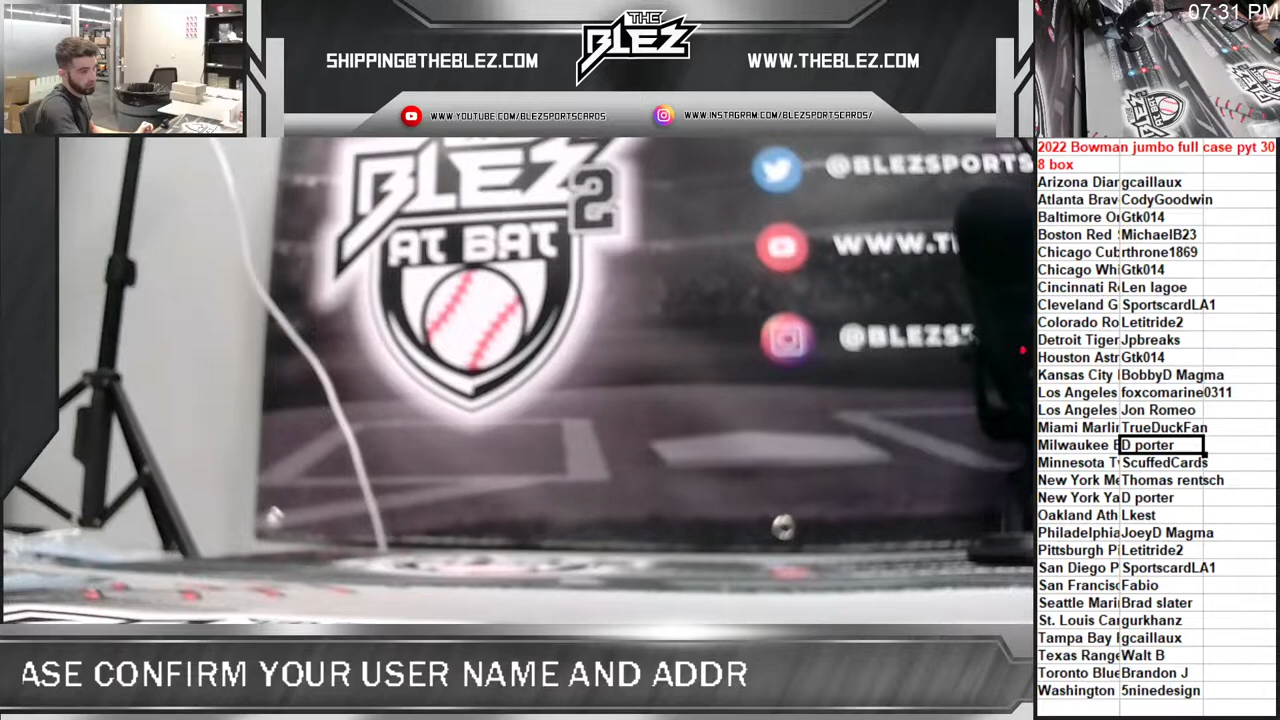 07:31 PM
THE
BLEZ
SHIPPING@THEBLEZ.COM
WWW.THEBLEZ.COM
WWW.YOUTUBE.COM/BLEZSPORTSCARDS
WWW.INSTAGRAM.COM/BLEZSPORTSCARDS/
BLEZ
2
AT BAT
@BLEZSPORTS
WWW.T
@BLEZS
2022 Bowman jumbo full case pyt 30
8 box
Arizona Diar gcaillaux
Atlanta Brav CodyGoodwin
Baltimore O Gtk014
Boston Red MichaelB23
Chicago Cub rthrone1869
Chicago Whi Gtk014
Cincinnati R Len lagoe
Cleveland G SportscardLA1
Colorado Ro Letitride2
Detroit Tiger Jpbreaks
Houston Astr Gtk014
Kansas City BobbyD Magma
Los Angeles foxcomarine0311
Los Angeles Jon Romeo
Miami Marlin TrueDuckFan
Milwaukee B D porter
Minnesota T ScuffedCards
New York Me Thomas rentsch
New York Ya D porter
Oakland Ath Lkest
Philadelphia JoeyD Magma
Pittsburgh P Letitride2
San Diego P SportscardLA1
San Francisc Fabio
Seattle Mari Brad slater
St. Louis Car gurkhanz
Tampa Bay gcaillaux
Texas Range Walt B
Toronto Blue Brandon J
Washington 5ninedesign
ASE CONFIRM YOUR USER NAME AND ADDR